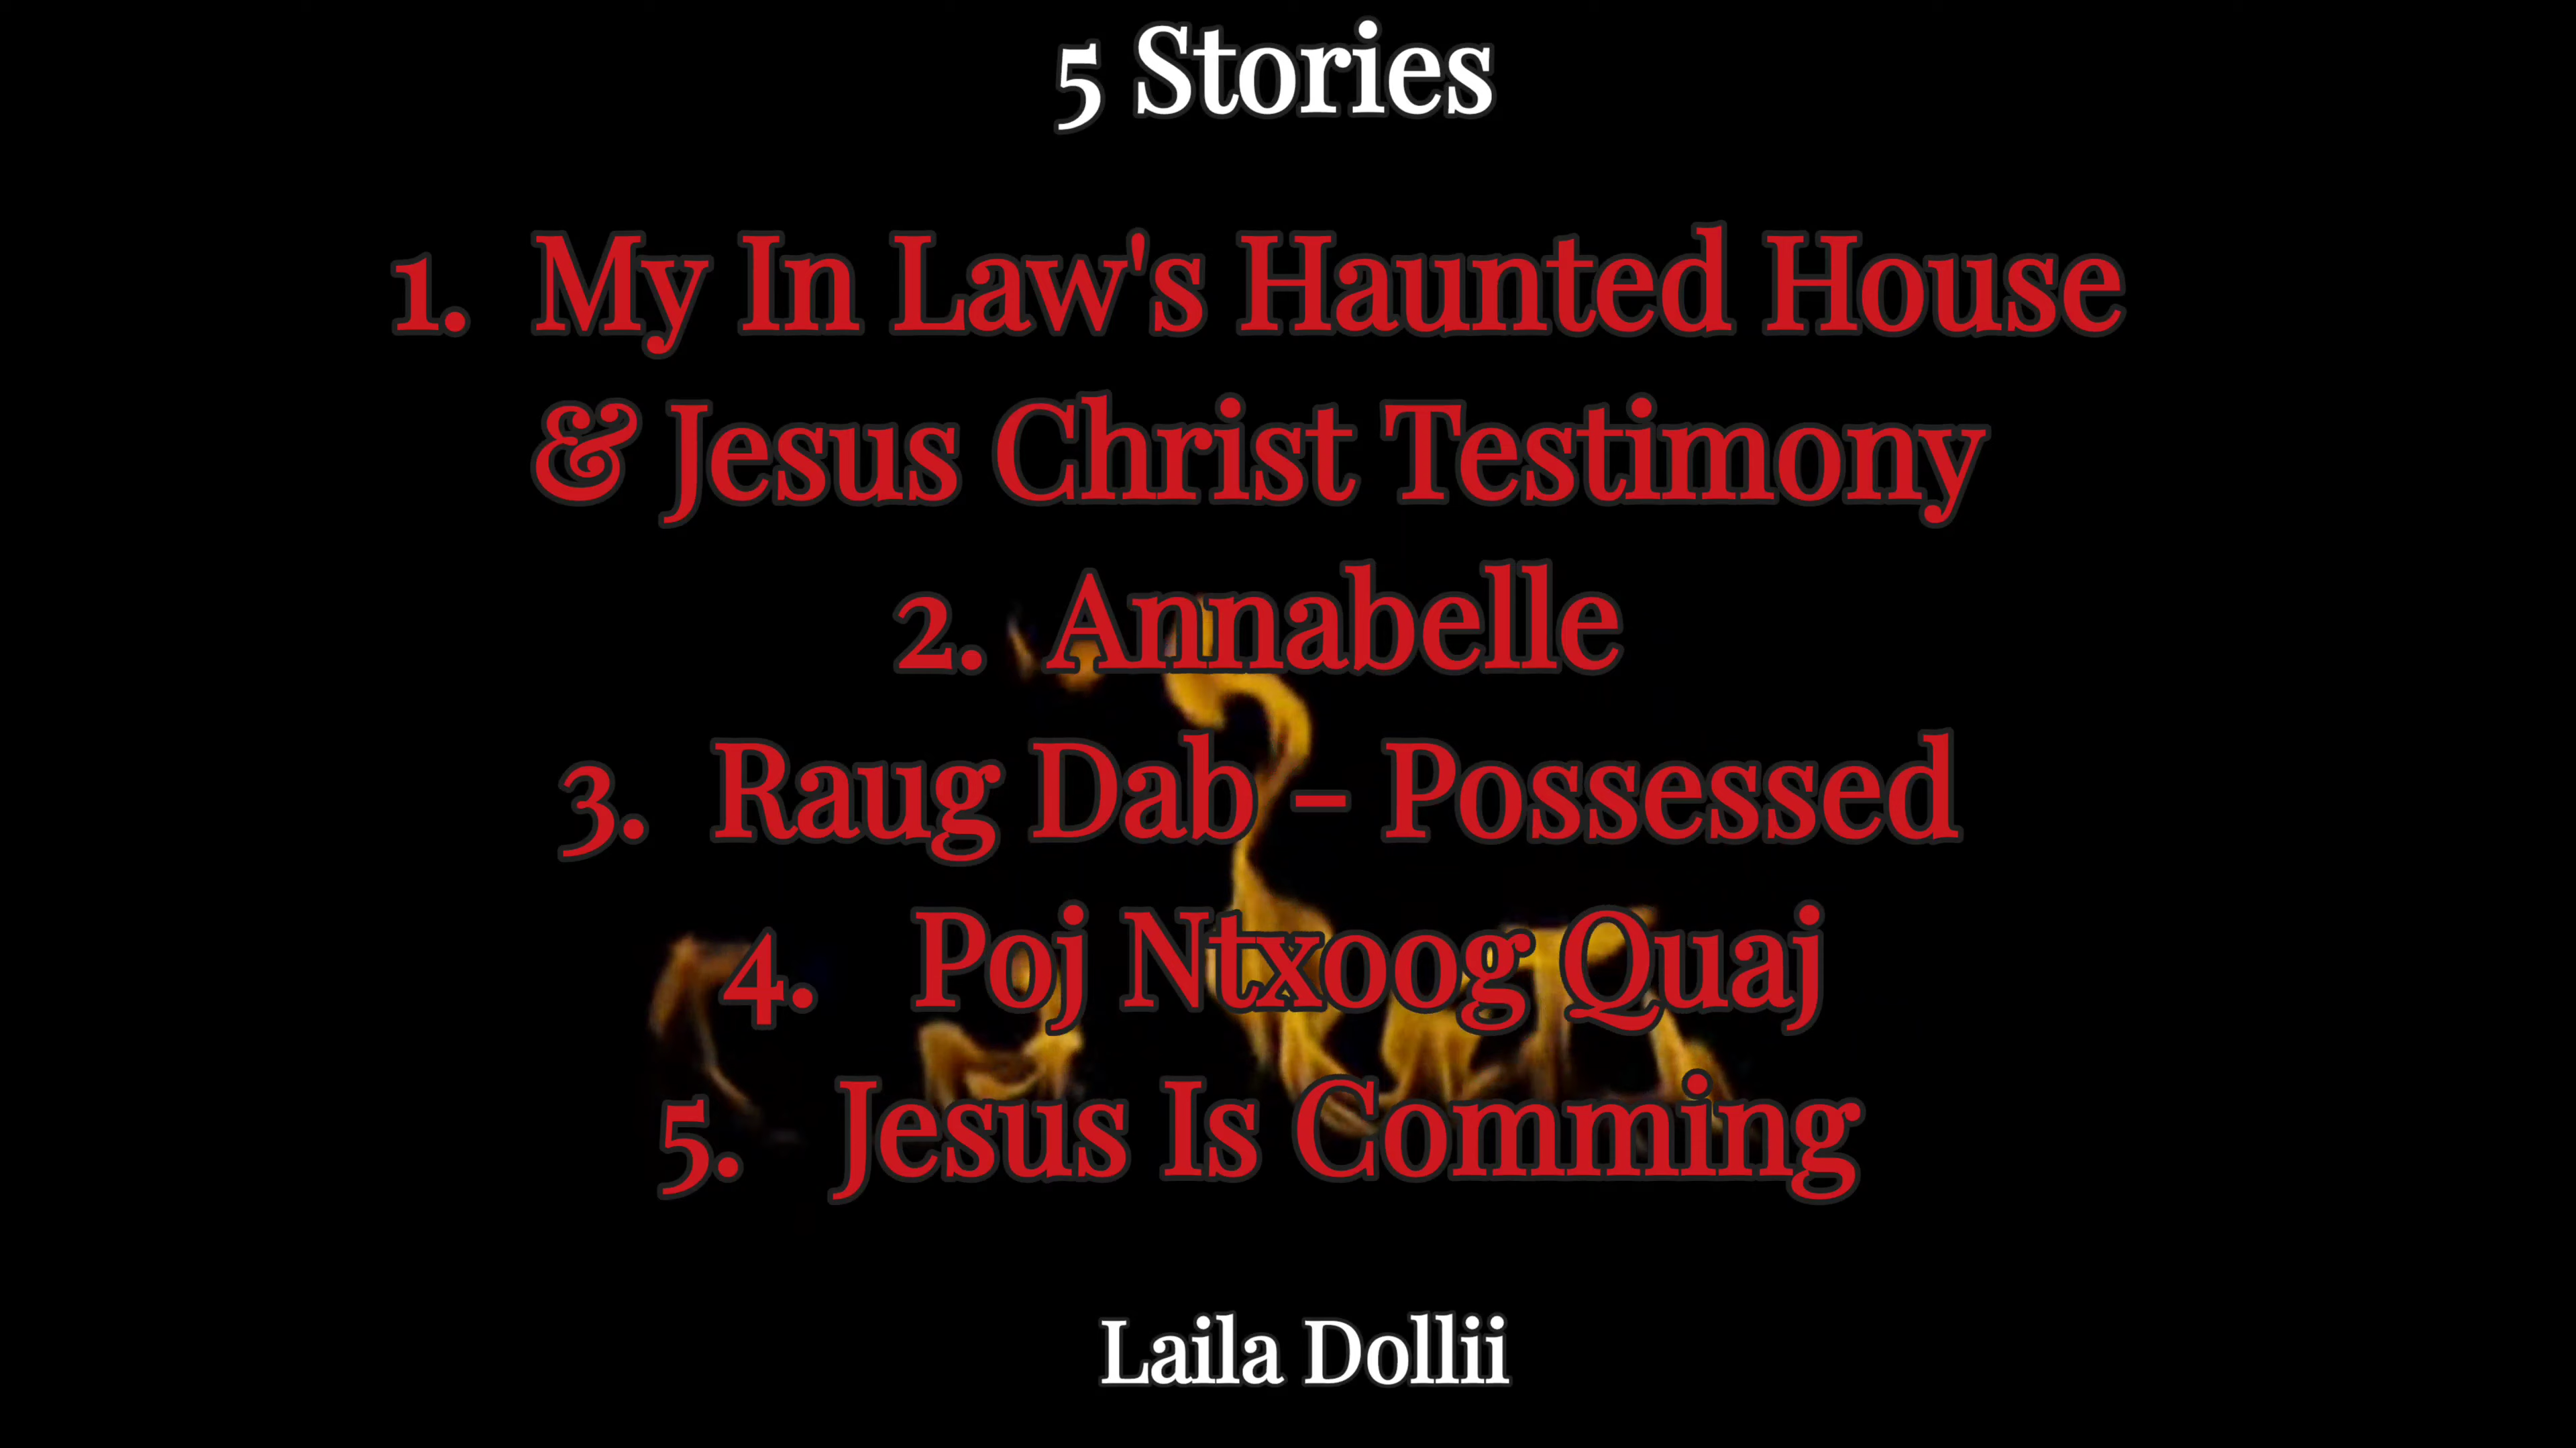 5 Stories
1. My In Law's Haunted House
& Jesus Christ Testimony
2. Annabelle
3. Raug Dab - Possessed
4. Poj Ntxoog Quaj
5. Jesus Is Comming
Laila Dollii